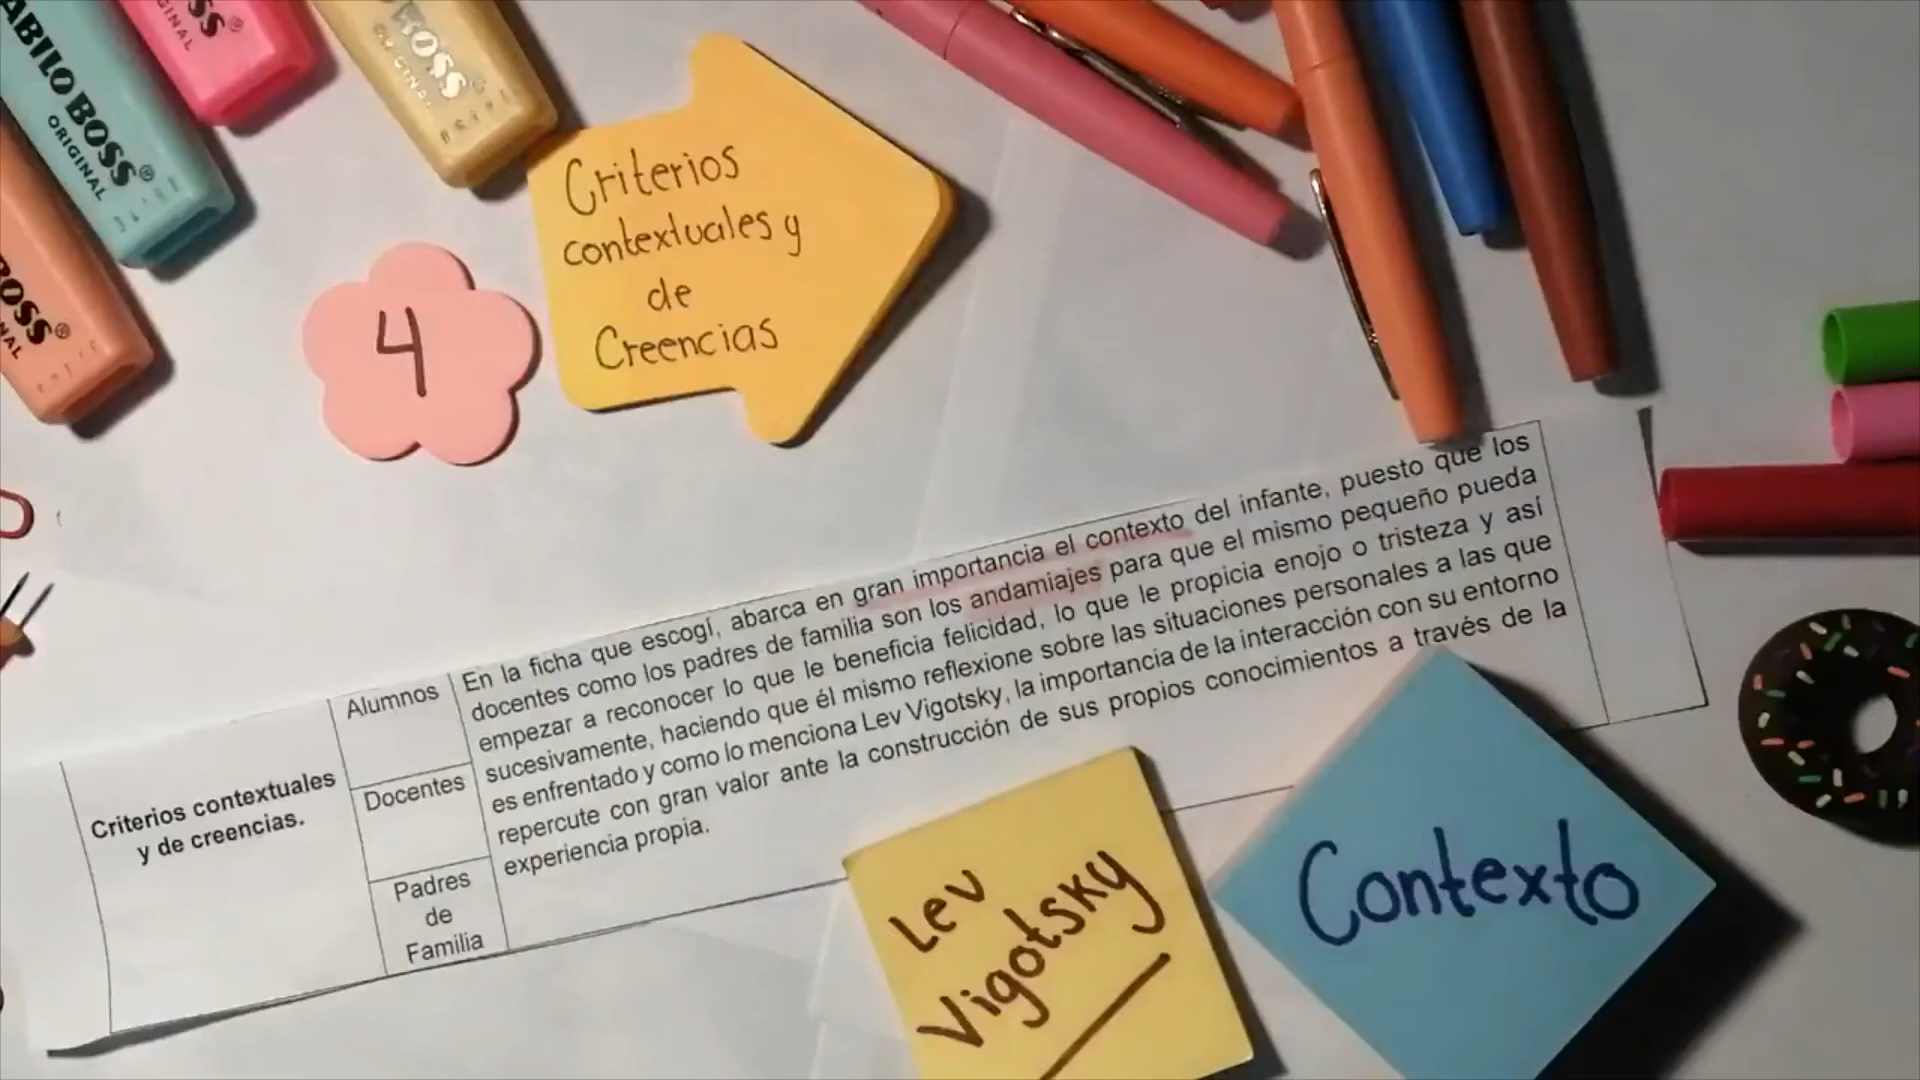 ABILO BOSS®
ORIGINAL
SS®
INAL
BOSS®
ORIGINAL
BOSS®
NAL
4
Criterios
contextuales y
de
Creencias
Criterios contextuales
y de creencias.
Alumnos
Docentes
Padres
de
Familia
En la ficha que escogí, abarca en gran importancia el contexto del infante, puesto que los
docentes como los padres de familia son los andamiajes para que el mismo pequeño pueda
empezar a reconocer lo que le beneficia felicidad, lo que le propicia enojo o tristeza y así
sucesivamente, haciendo que él mismo reflexione sobre las situaciones personales a las que
es enfrentado y como lo menciona Lev Vigotsky, la importancia de la interacción con su entorno
repercute con gran valor ante la construcción de sus propios conocimientos a través de la
experiencia propia.
Lev
Vigotsky
Contexto